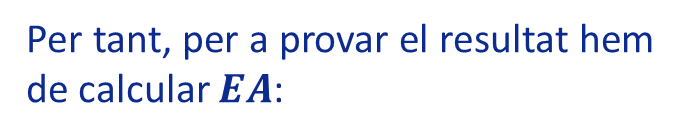 Per tant, per a provar el resultat hem
de calcular EA: